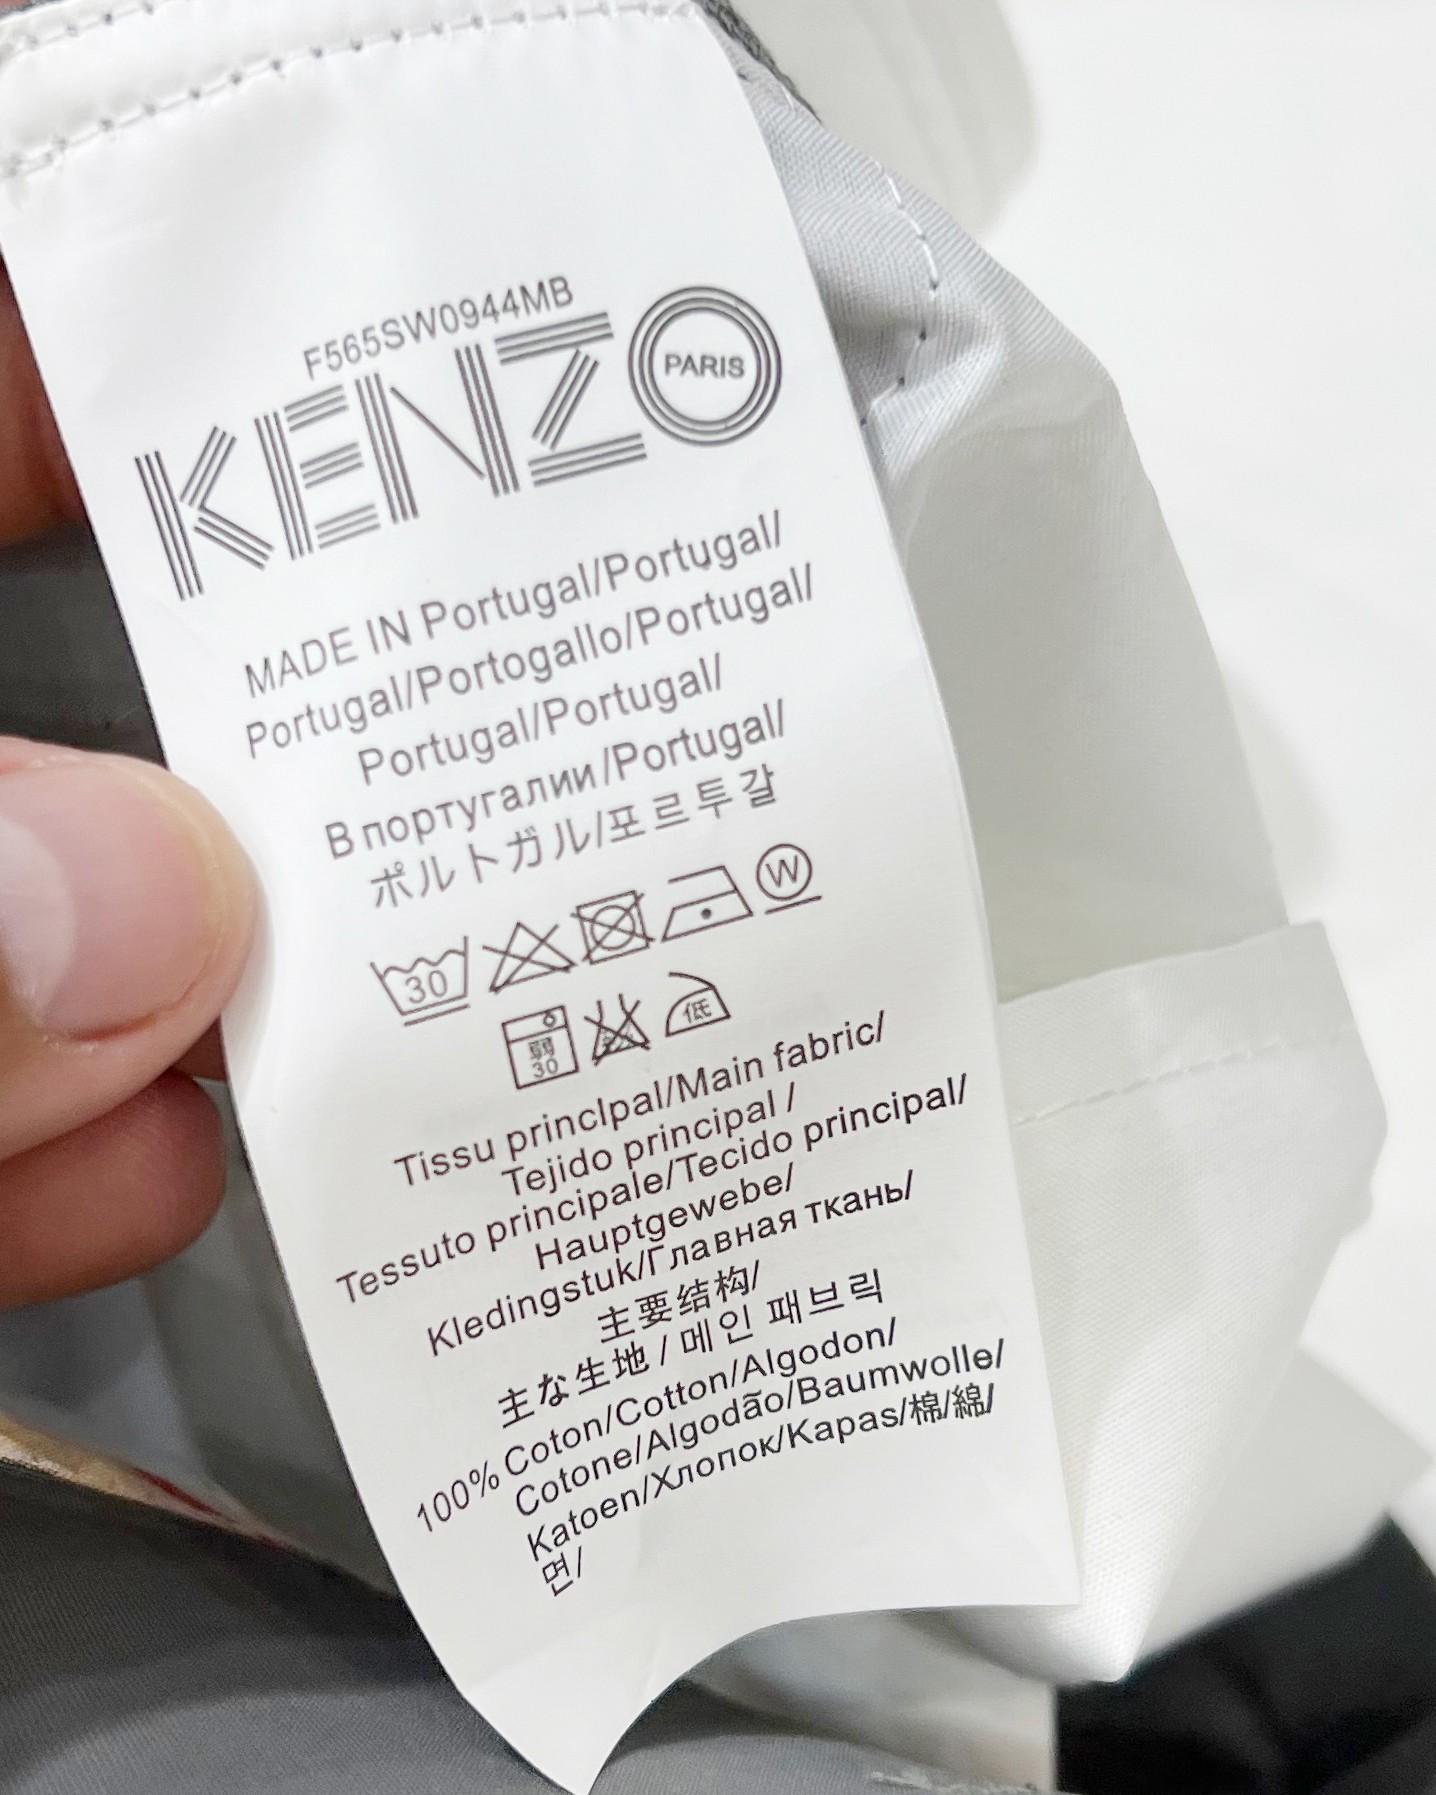 F565SW0944MB
KENZO
PARIS
MADE IN Portugal/Portugal/
Portugal/Portogallo/Portugal/
Portugal/Portugal/
В португалии/Portugal/
ポルトガル/포르투갈
30 W
弱 30 低
Tissu princIpal/Main fabric/
Tejido principal /
Tessuto principale/Tecido principal/
Hauptgewebe/
Kledingstuk/Главная ткань/
主要结构/
主な生地 / 메인 패브릭
100% Coton/Cotton/Algodon/
Cotone/Algodão/Baumwolle/
Katoen/Хлопок/Kapas/棉/綿/
면/